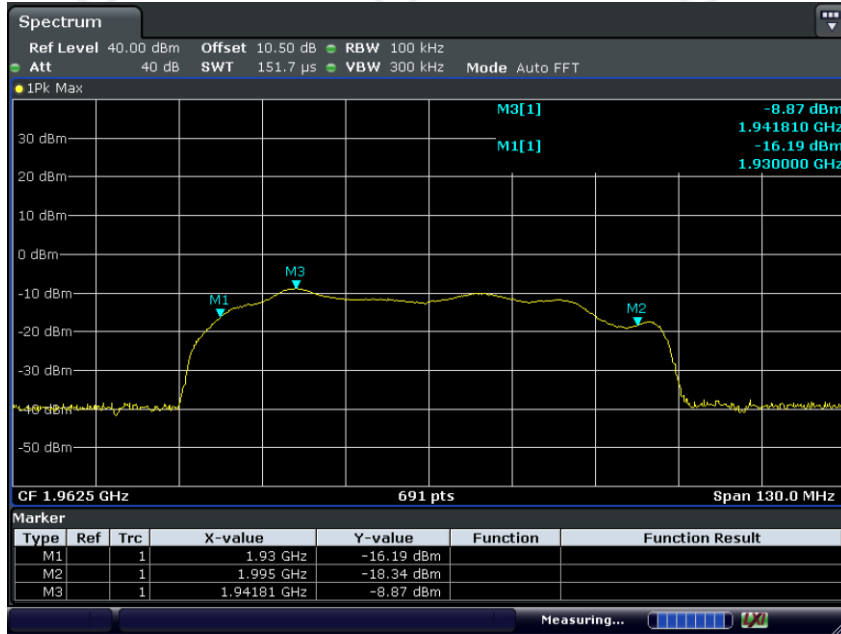 Spectrum
Ref Level 40.00 dBm Offset 10.50 dB RBW 100 kHz
Att 40 dB SWT 151.7 µs VBW 300 kHz Mode Auto FFT
1Pk Max
M3[1] -8.87 dBm
1.941810 GHz
30 dBm
M1[1] -16.19 dBm
1.930000 GHz
20 dBm
10 dBm
0 dBm
M3
-10 dBm
M1
M2
-20 dBm
-30 dBm
-40 dBm
-50 dBm
CF 1.9625 GHz 691 pts Span 130.0 MHz
Marker
Type Ref Trc X-value Y-value Function Function Result
M1 1 1.93 GHz -16.19 dBm
M2 1 1.995 GHz -18.34 dBm
M3 1 1.94181 GHz -8.87 dBm
Measuring... LXI